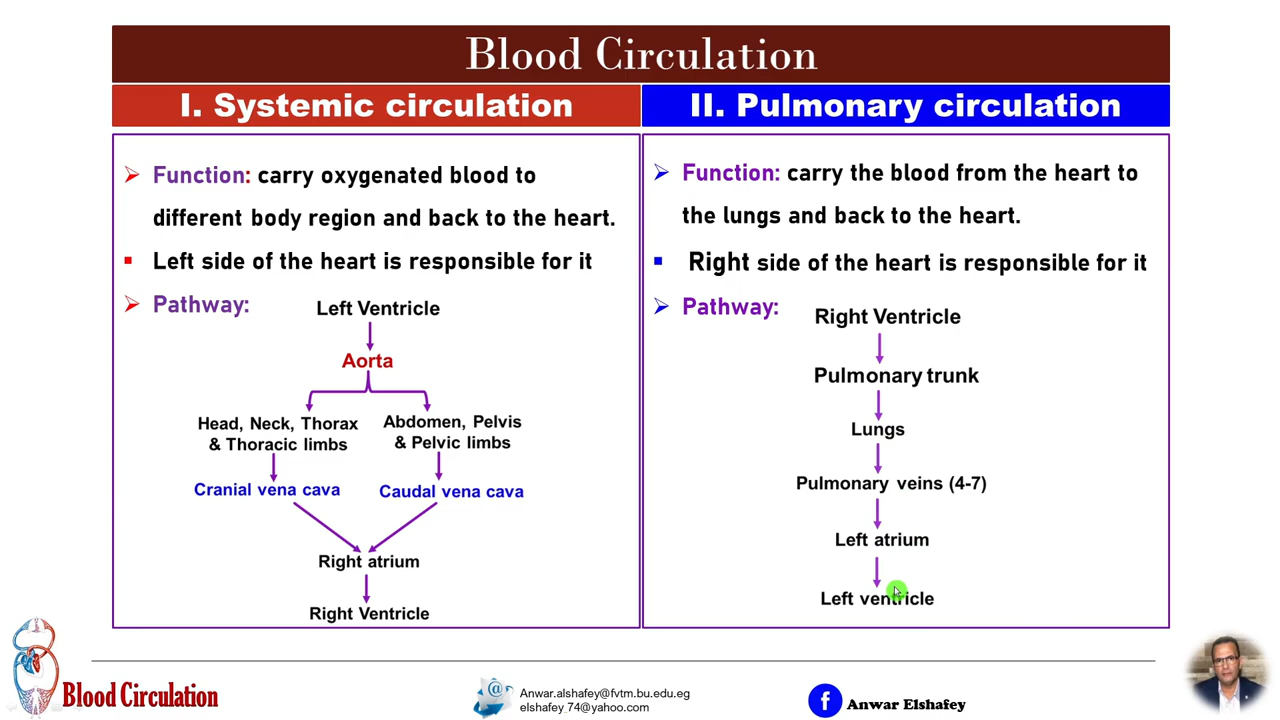 Blood Circulation
I. Systemic circulation
Function: carry oxygenated blood to
different body region and back to the heart.
Left side of the heart is responsible for it
Pathway:
Left Ventricle
Aorta
Head, Neck, Thorax
& Thoracic limbs
Abdomen, Pelvis
& Pelvic limbs
Cranial vena cava
Caudal vena cava
Right atrium
Right Ventricle
II. Pulmonary circulation
Function: carry the blood from the heart to
the lungs and back to the heart.
Right side of the heart is responsible for it
Pathway:
Right Ventricle
Pulmonary trunk
Lungs
Pulmonary veins (4-7)
Left atrium
Left ventricle
Blood Circulation
@
Anwar.elshafey@fvtm.bu.edu.eg
elshafey_74@yahoo.com
f
Anwar Elshafey